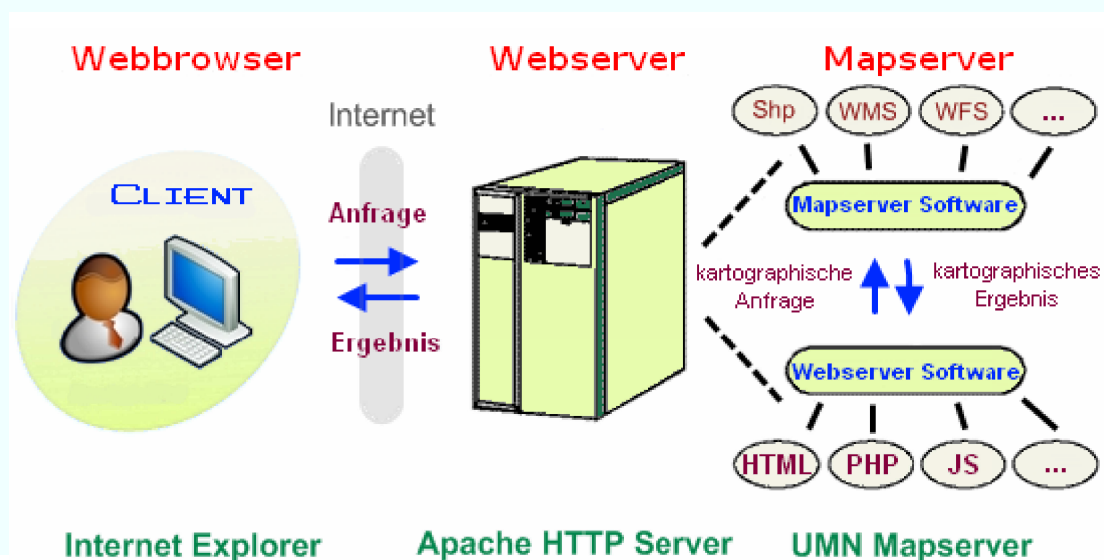 Webbrowser
Webserver
Mapserver
Internet
CLIENT
Anfrage
Ergebnis
Shp
WMS
WFS
...
Mapserver Software
kartographische
Anfrage
kartographisches
Ergebnis
Webserver Software
HTML
PHP
JS
...
Internet Explorer
Apache HTTP Server
UMN Mapserver